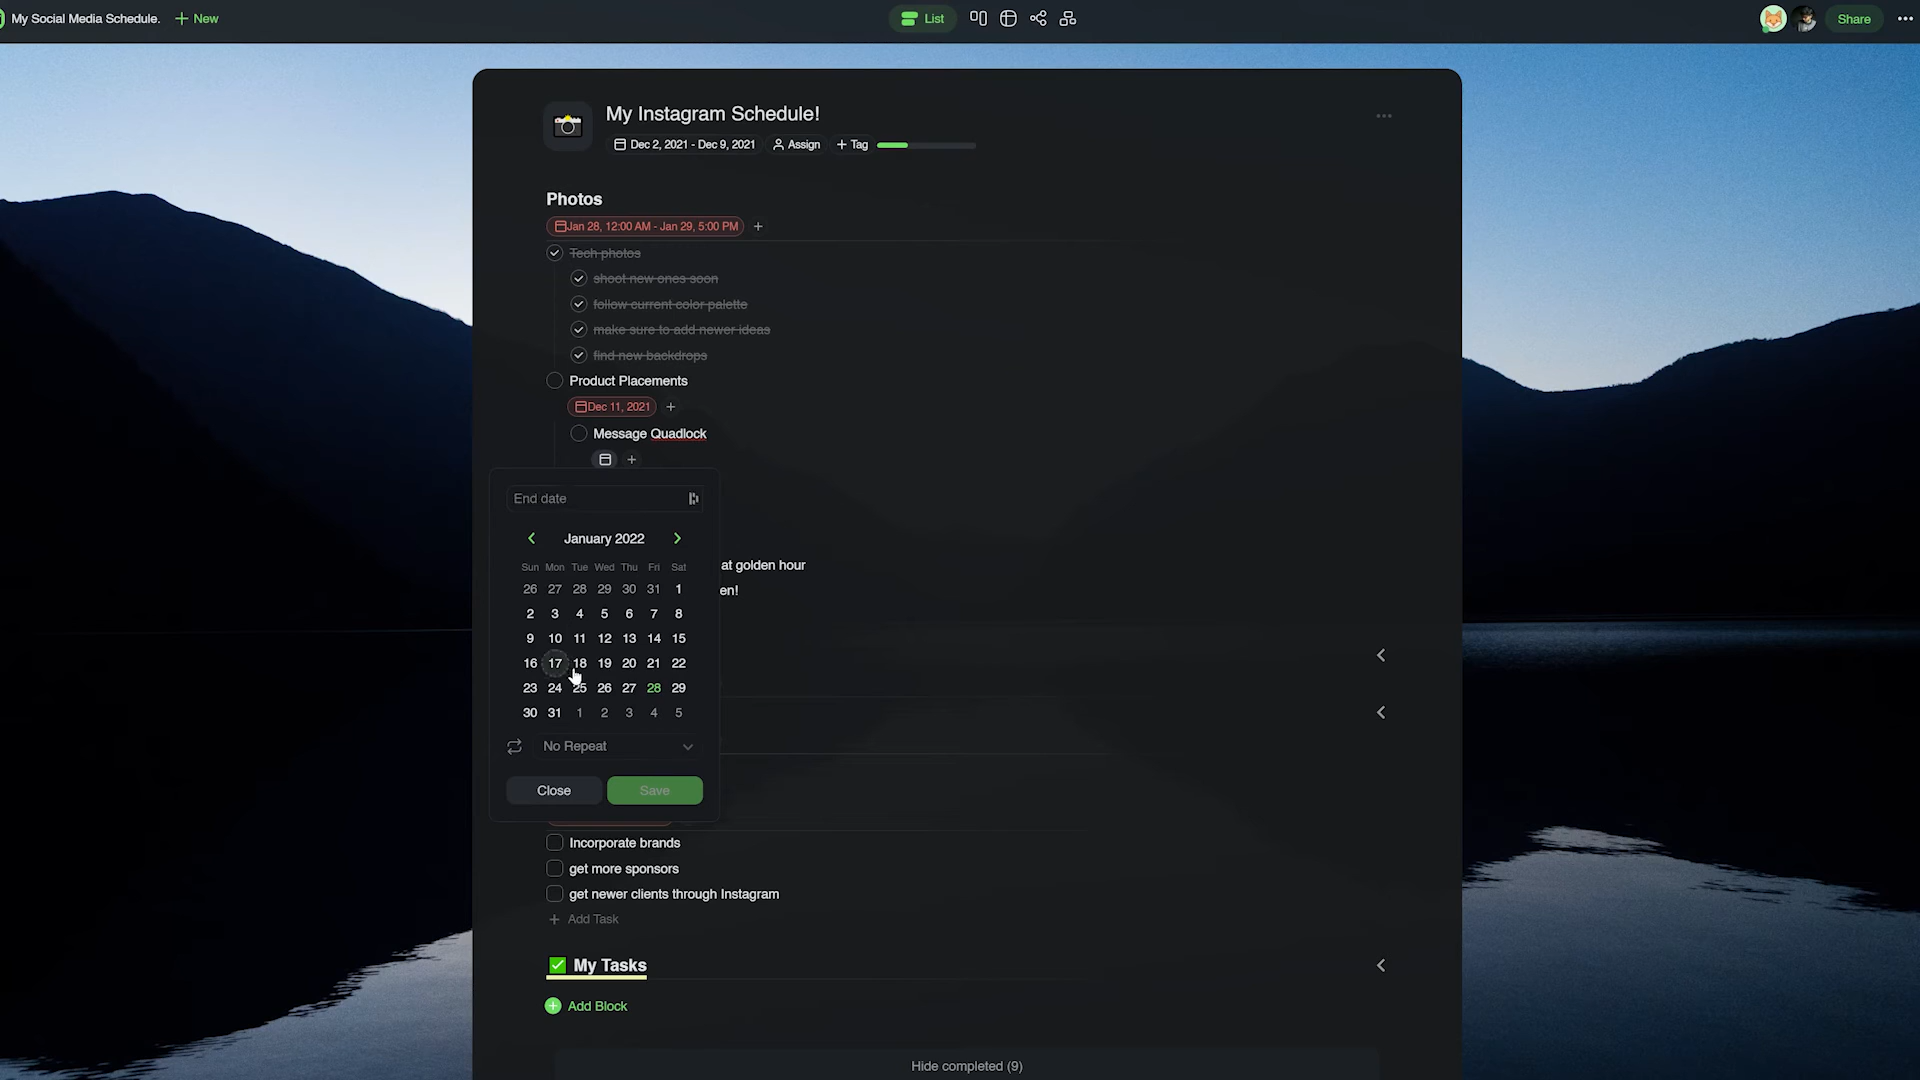 My Social Media Schedule. + New
List
Share
My Instagram Schedule!
Dec 2, 2021 - Dec 9, 2021 Assign + Tag
Photos
Jan 28, 12:00 AM - Jan 29, 5:00 PM +
Tech photos
shoot new ones soon
follow current color palette
make sure to add newer ideas
find new backdrops
Product Placements
Dec 11, 2021 +
Message Quadlock
+
End date
January 2022
Sun Mon Tue Wed Thu Fri Sat
at golden hour
26 27 28 29 30 31 1
en!
2 3 4 5 6 7 8
9 10 11 12 13 14 15
16 17 18 19 20 21 22
23 24 25 26 27 28 29
30 31 1 2 3 4 5
No Repeat
Close Save
Incorporate brands
get more sponsors
get newer clients through Instagram
+ Add Task
My Tasks
Add Block
Hide completed (9)